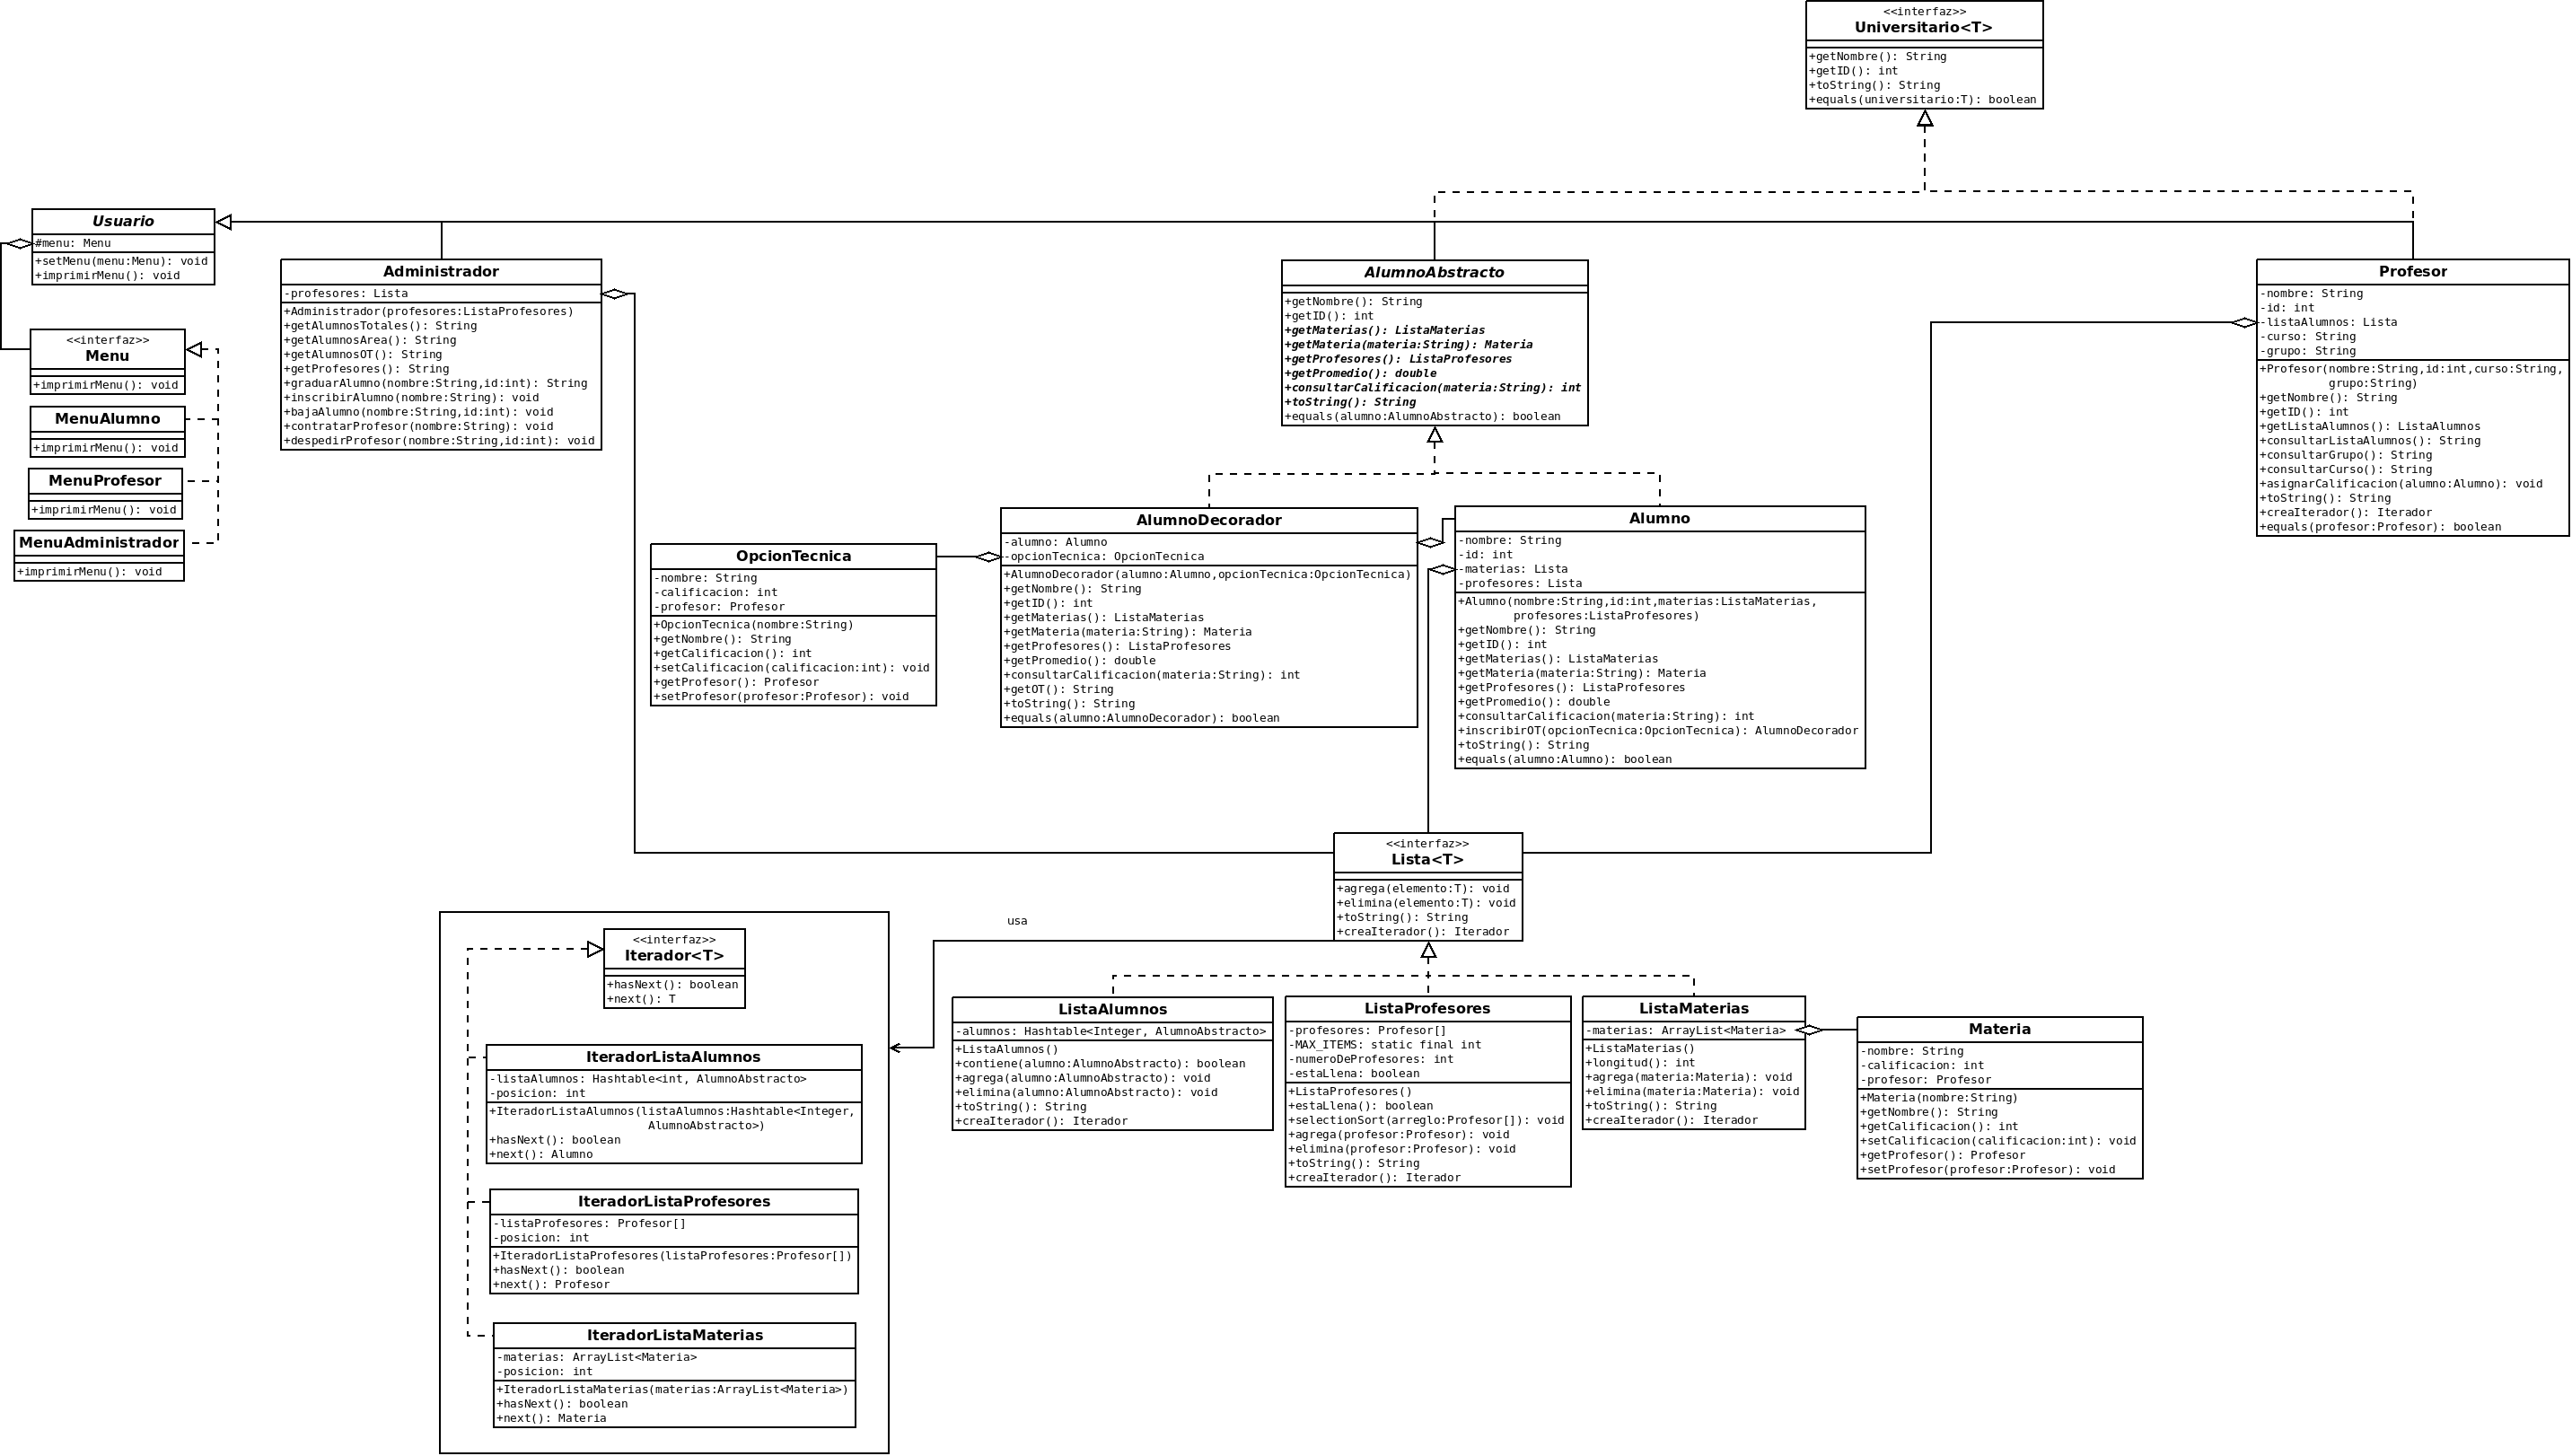 <<interfaz>>
Universitario<T>
+getNombre(): String
+getID(): int
+toString(): String
+equals(universitario:T): boolean
Usuario
#menu: Menu
+setMenu(menu:Menu): void
+imprimirMenu(): void
<<interfaz>>
Menu
+imprimirMenu(): void
MenuAlumno
+imprimirMenu(): void
MenuProfesor
+imprimirMenu(): void
MenuAdministrador
+imprimirMenu(): void
Administrador
-profesores: Lista
+Administrador(profesores:ListaProfesores)
+getAlumnosTotales(): String
+getAlumnosArea(): String
+getAlumnosOT(): String
+getProfesores(): String
+graduarAlumno(nombre:String,id:int): String
+inscribirAlumno(nombre:String): void
+bajaAlumno(nombre:String,id:int): void
+contratarProfesor(nombre:String): void
+despedirProfesor(nombre:String,id:int): void
AlumnoAbstracto
+getNombre(): String
+getID(): int
+getMaterias(): ListaMaterias
+getMateria(materia:String): Materia
+getProfesores(): ListaProfesores
+getPromedio(): double
+consultarCalificacion(materia:String): int
+toString(): String
+equals(alumno:AlumnoAbstracto): boolean
Profesor
-nombre: String
-id: int
-listaAlumnos: Lista
-curso: String
-grupo: String
+Profesor(nombre:String,id:int,curso:String,
grupo:String)
+getNombre(): String
+getID(): int
+getListaAlumnos(): ListaAlumnos
+consultarListaAlumnos(): String
+consultarGrupo(): String
+consultarCurso(): String
+asignarCalificacion(alumno:Alumno): void
+toString(): String
+creaIterador(): Iterador
+equals(profesor:Profesor): boolean
OpcionTecnica
-nombre: String
-calificacion: int
-profesor: Profesor
+OpcionTecnica(nombre:String)
+getNombre(): String
+getCalificacion(): int
+setCalificacion(calificacion:int): void
+getProfesor(): Profesor
+setProfesor(profesor:Profesor): void
AlumnoDecorador
-alumno: Alumno
-opcionTecnica: OpcionTecnica
+AlumnoDecorador(alumno:Alumno,opcionTecnica:OpcionTecnica)
+getNombre(): String
+getID(): int
+getMaterias(): ListaMaterias
+getMateria(materia:String): Materia
+getProfesores(): ListaProfesores
+getPromedio(): double
+consultarCalificacion(materia:String): int
+getOT(): String
+toString(): String
+equals(alumno:AlumnoDecorador): boolean
Alumno
-nombre: String
-id: int
-materias: Lista
-profesores: Lista
+Alumno(nombre:String,id:int,materias:ListaMaterias,
profesores:ListaProfesores)
+getNombre(): String
+getID(): int
+getMaterias(): ListaMaterias
+getMateria(materia:String): Materia
+getProfesores(): ListaProfesores
+getPromedio(): double
+consultarCalificacion(materia:String): int
+inscribirOT(opcionTecnica:OpcionTecnica): AlumnoDecorador
+toString(): String
+equals(alumno:Alumno): boolean
<<interfaz>>
Lista<T>
+agrega(elemento:T): void
+elimina(elemento:T): void
+toString(): String
+creaIterador(): Iterador
usa
<<interfaz>>
Iterador<T>
+hasNext(): boolean
+next(): T
IteradorListaAlumnos
-listaAlumnos: Hashtable<int, AlumnoAbstracto>
-posicion: int
+IteradorListaAlumnos(listaAlumnos:Hashtable<Integer,
AlumnoAbstracto>)
+hasNext(): boolean
+next(): Alumno
IteradorListaProfesores
-listaProfesores: Profesor[]
-posicion: int
+IteradorListaProfesores(listaProfesores:Profesor[])
+hasNext(): boolean
+next(): Profesor
IteradorListaMaterias
-materias: ArrayList<Materia>
-posicion: int
+IteradorListaMaterias(materias:ArrayList<Materia>)
+hasNext(): boolean
+next(): Materia
ListaAlumnos
-alumnos: Hashtable<Integer, AlumnoAbstracto>
+ListaAlumnos()
+contiene(alumno:AlumnoAbstracto): boolean
+agrega(alumno:AlumnoAbstracto): void
+elimina(alumno:AlumnoAbstracto): void
+toString(): String
+creaIterador(): Iterador
ListaProfesores
-profesores: Profesor[]
-MAX_ITEMS: static final int
-numeroDeProfesores: int
-estaLlena: boolean
+ListaProfesores()
+estaLlena(): boolean
+selectionSort(arreglo:Profesor[]): void
+agrega(profesor:Profesor): void
+elimina(profesor:Profesor): void
+toString(): String
+creaIterador(): Iterador
ListaMaterias
-materias: ArrayList<Materia>
+ListaMaterias()
+longitud(): int
+agrega(materia:Materia): void
+elimina(materia:Materia): void
+toString(): String
+creaIterador(): Iterador
Materia
-nombre: String
-calificacion: int
-profesor: Profesor
+Materia(nombre:String)
+getNombre(): String
+getCalificacion(): int
+setCalificacion(calificacion:int): void
+getProfesor(): Profesor
+setProfesor(profesor:Profesor): void